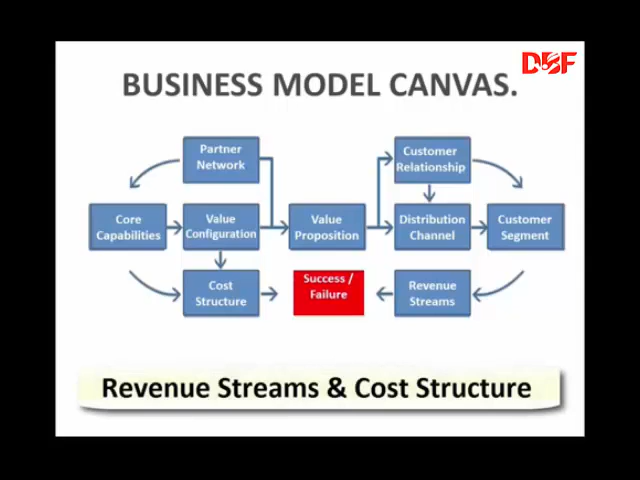 DBF
BUSINESS MODEL CANVAS.
Partner
Network
Customer
Relationship
Core
Capabilities
Value
Configuration
Value
Proposition
Distribution
Channel
Customer
Segment
Cost
Structure
Success /
Failure
Revenue
Streams
Revenue Streams & Cost Structure